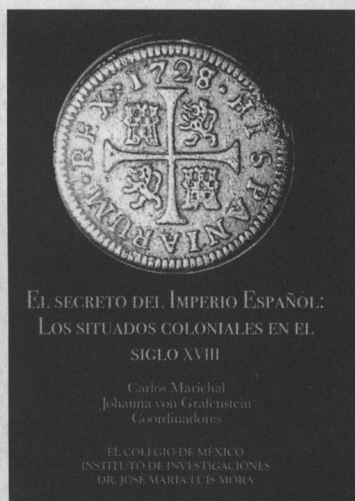 HISPANIARUM·REX·1728·
EL SECRETO DEL IMPERIO ESPAÑOL:
LOS SITUADOS COLONIALES EN EL
SIGLO XVIII
Carlos Marichal
Johanna von Grafenstein
Coordinadores
EL COLEGIO DE MÉXICO
INSTITUTO DE INVESTIGACIONES
DR. JOSÉ MARÍA LUIS MORA